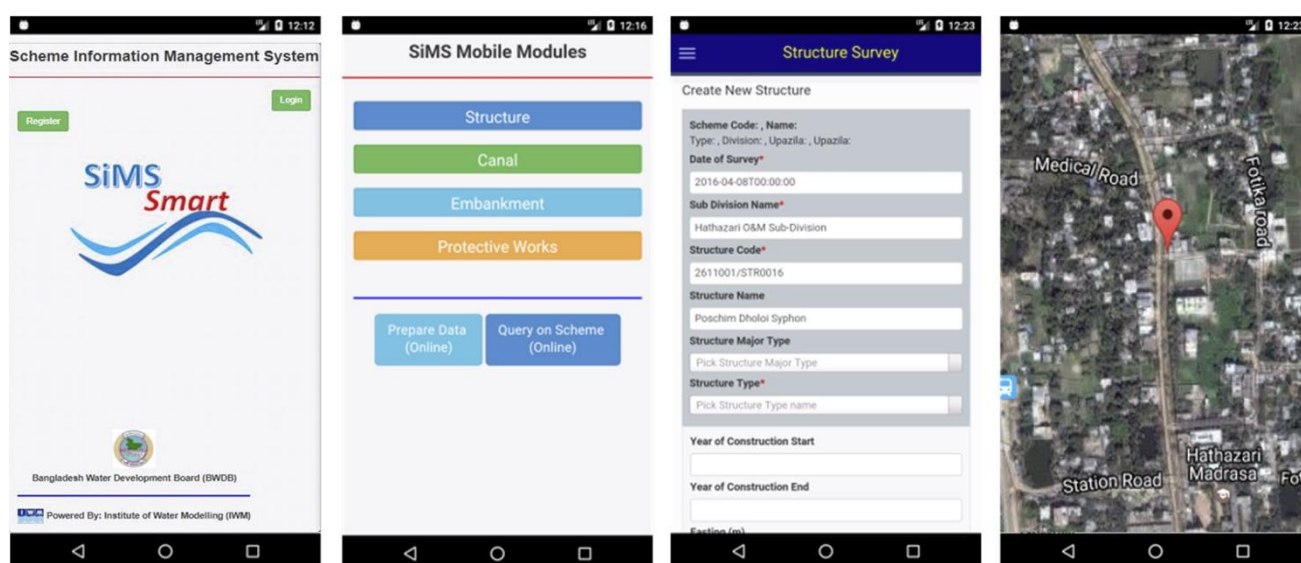 12:12
Scheme Information Management System
Login
Register
SiMS
Smart
Bangladesh Water Development Board (BWDB)
IWM Powered By: Institute of Water Modelling (IWM)
12:16
SiMS Mobile Modules
Structure
Canal
Embankment
Protective Works
Prepare Data
(Online)
Query on Scheme
(Online)
12:23
Structure Survey
Create New Structure
Scheme Code: , Name:
Type: , Division: , Upazila: , Upazila:
Date of Survey*
2016-04-08T00:00:00
Sub Division Name*
Hathazari O&M Sub-Division
Structure Code*
2611001/STR0016
Structure Name
Poschim Dholoi Syphon
Structure Major Type
Pick Structure Major Type
Structure Type*
Pick Structure Type name
Year of Construction Start
Year of Construction End
Easting (m)
12:23
Medical Road
Fotika road
Hathazari
Madrasa
Station Road
Fo